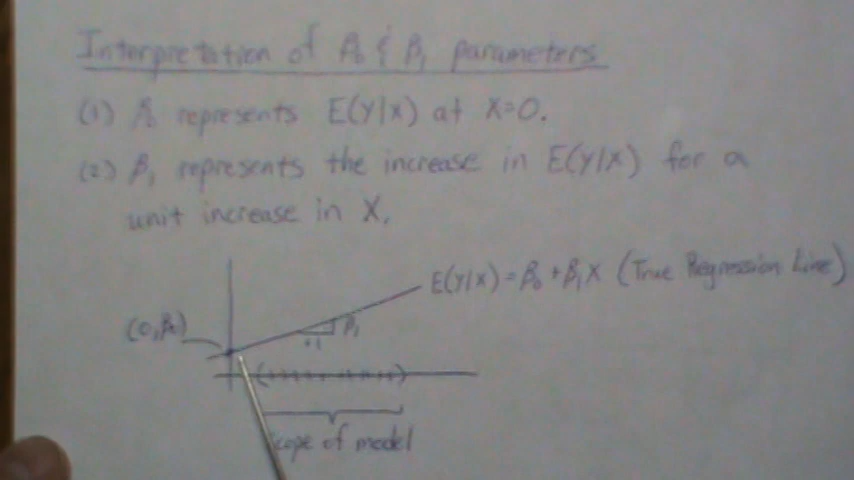 Interpretation of β₀ & β₁ parameters
(1) β₀ represents E(Y|X) at X=0.
(2) β₁ represents the increase in E(Y|X) for a
unit increase in X.
E(Y|X) = β₀ + β₁X (True Regression Line)
(0,β₀)
β₁
+1
scope of model